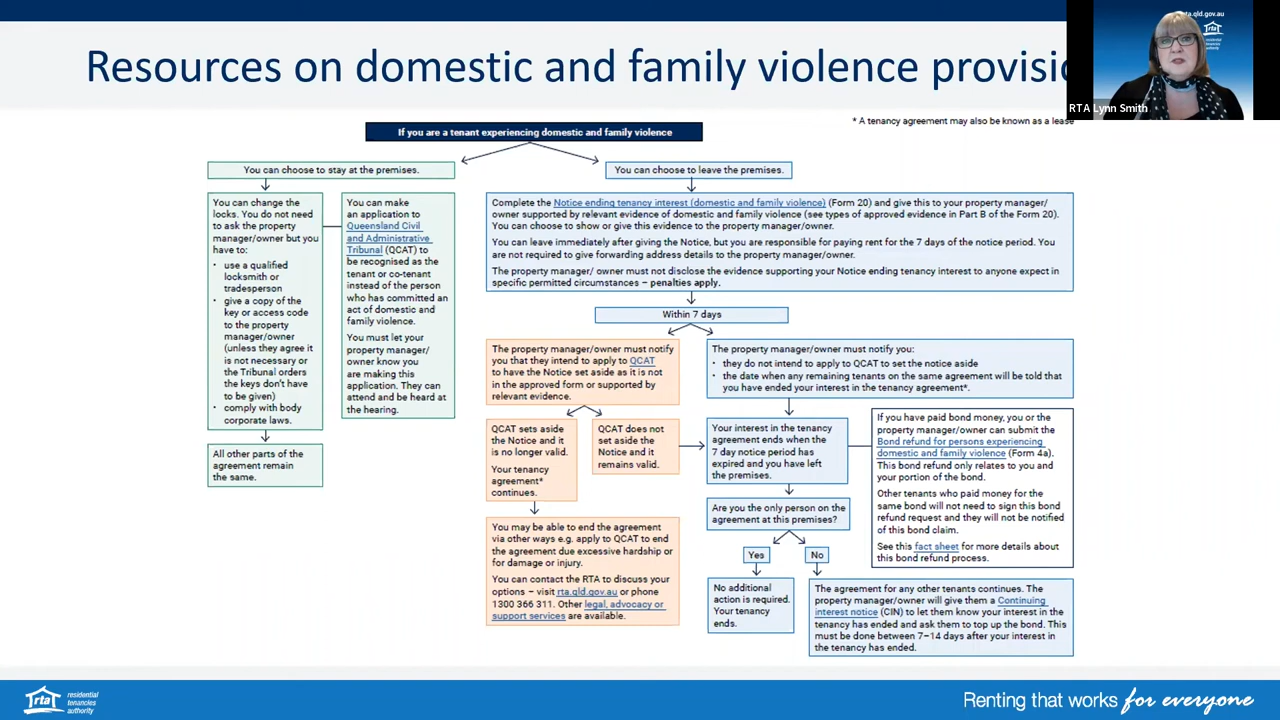 Resources on domestic and family violence provisi
rta.qld.gov.au
rta
residential
tenancies
authority
RTA Lynn Smith
* A tenancy agreement may also be known as a lease
If you are a tenant experiencing domestic and family violence
You can choose to stay at the premises.
You can choose to leave the premises.
You can change the
locks. You do not need
to ask the property
manager/owner but you
have to:
• use a qualified
locksmith or
tradesperson
• give a copy of the
key or access code
to the property
manager/owner
(unless they agree it
is not necessary or
the Tribunal orders
the keys don't have
to be given)
• comply with body
corporate laws.
All other parts of the
agreement remain
the same.
You can make
an application to
Queensland Civil
and Administrative
Tribunal (QCAT) to
be recognised as the
tenant or co-tenant
instead of the person
who has committed an
act of domestic and
family violence.
You must let your
property manager/
owner know you
are making this
application. They can
attend and be heard at
the hearing.
Complete the Notice ending tenancy interest (domestic and family violence) (Form 20) and give this to your property manager/
owner supported by relevant evidence of domestic and family violence (see types of approved evidence in Part B of the Form 20).
You can choose to show or give this evidence to the property manager/owner.
You can leave immediately after giving the Notice, but you are responsible for paying rent for the 7 days of the notice period. You
are not required to give forwarding address details to the property manager/owner.
The property manager/ owner must not disclose the evidence supporting your Notice ending tenancy interest to anyone expect in
specific permitted circumstances – penalties apply.
Within 7 days
The property manager/owner must notify
you that they intend to apply to QCAT
to have the Notice set aside as it is not
in the approved form or supported by
relevant evidence.
QCAT sets aside
the Notice and it
is no longer valid.
Your tenancy
agreement*
continues.
QCAT does not
set aside the
Notice and it
remains valid.
You may be able to end the agreement
via other ways e.g. apply to QCAT to end
the agreement due excessive hardship or
for damage or injury.
You can contact the RTA to discuss your
options – visit rta.qld.gov.au or phone
1300 366 311. Other legal, advocacy or
support services are available.
The property manager/owner must notify you:
• they do not intend to apply to QCAT to set the notice aside
• the date when any remaining tenants on the same agreement will be told that
you have ended your interest in the tenancy agreement*.
Your interest in the tenancy
agreement ends when the
7 day notice period has
expired and you have left
the premises.
If you have paid bond money, you or the
property manager/owner can submit the
Bond refund for persons experiencing
domestic and family violence (Form 4a).
This bond refund only relates to you and
your portion of the bond.
Other tenants who paid money for the
same bond will not need to sign this bond
refund request and they will not be notified
of this bond claim.
See this fact sheet for more details about
this bond refund process.
Are you the only person on the
agreement at this premises?
Yes
No
No additional
action is required.
Your tenancy
ends.
The agreement for any other tenants continues. The
property manager/owner will give them a Continuing
interest notice (CIN) to let them know your interest in the
tenancy has ended and ask them to top up the bond. This
must be done between 7–14 days after your interest in
the tenancy has ended.
rta
residential
tenancies
authority
Renting that works for everyone